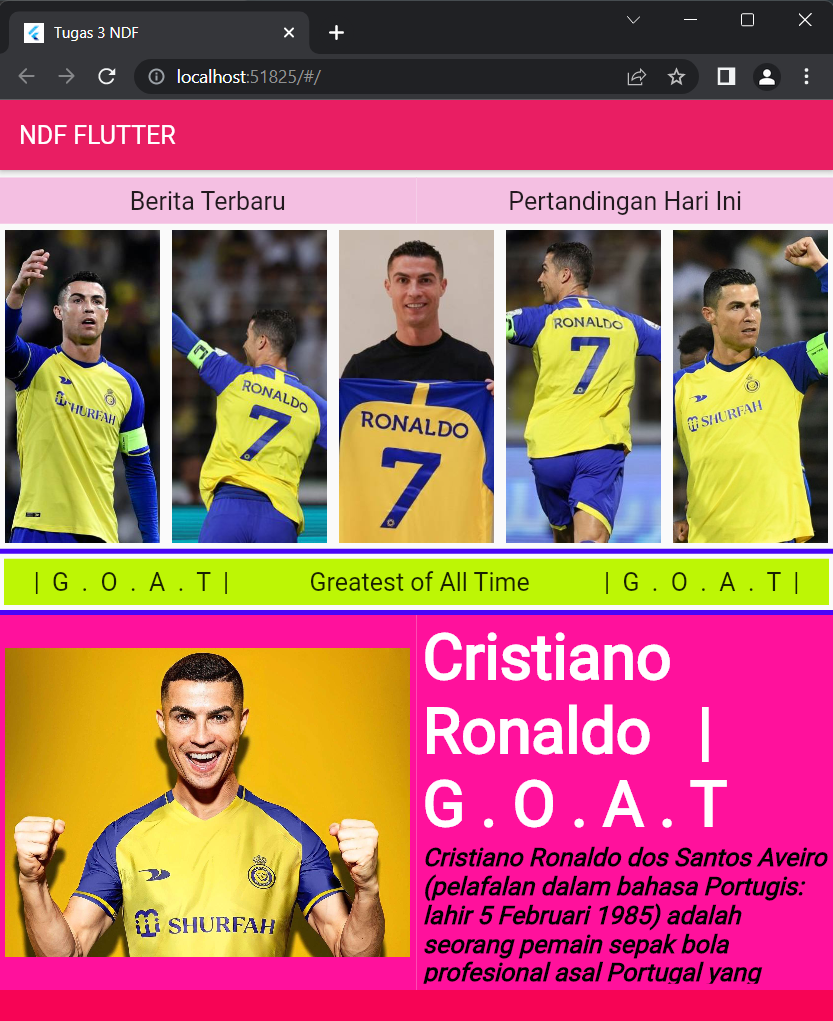 Tugas 3 NDF
localhost:51825/#/
NDF FLUTTER
Berita Terbaru
Pertandingan Hari Ini
SHURFAH
RONALDO
7
RONALDO
7
RONALDO
7
SHURFAH
| G . O . A . T |
Greatest of All Time
| G . O . A . T |
SHURFAH
Cristiano
Ronaldo |
G . O . A . T
Cristiano Ronaldo dos Santos Aveiro
(pelafalan dalam bahasa Portugis:
lahir 5 Februari 1985) adalah
seorang pemain sepak bola
profesional asal Portugal yang